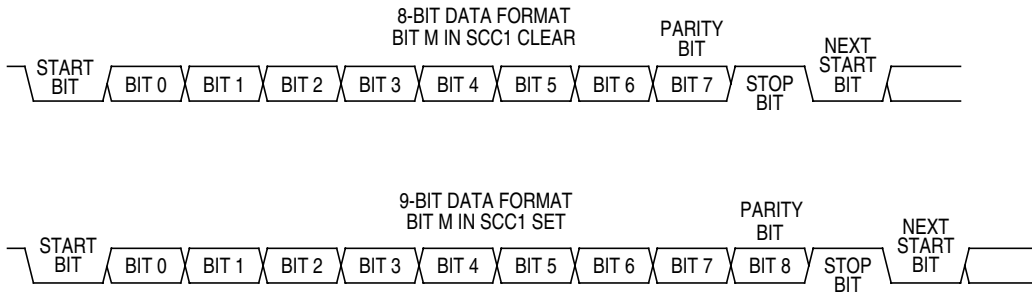 8-BIT DATA FORMAT
BIT M IN SCC1 CLEAR
PARITY
BIT
START
BIT
BIT 0
BIT 1
BIT 2
BIT 3
BIT 4
BIT 5
BIT 6
BIT 7
STOP
BIT
NEXT
START
BIT
9-BIT DATA FORMAT
BIT M IN SCC1 SET
PARITY
BIT
START
BIT
BIT 0
BIT 1
BIT 2
BIT 3
BIT 4
BIT 5
BIT 6
BIT 7
BIT 8
STOP
BIT
NEXT
START
BIT